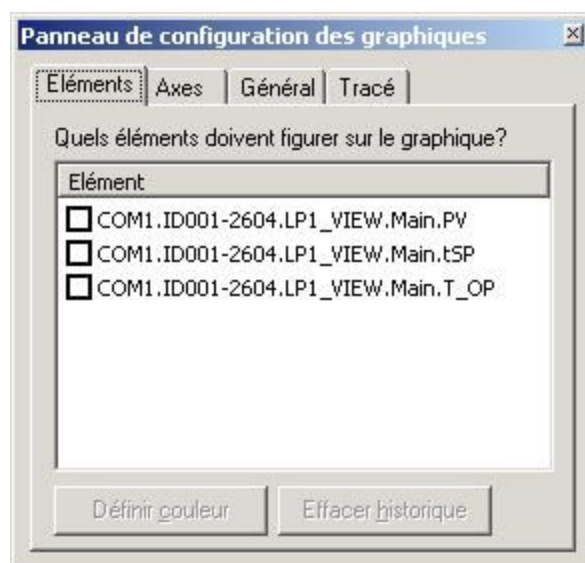 Panneau de configuration des graphiques
Eléments Axes Général Tracé
Quels éléments doivent figurer sur le graphique?
Elément
COM1.ID001-2604.LP1_VIEW.Main.PV
COM1.ID001-2604.LP1_VIEW.Main.tSP
COM1.ID001-2604.LP1_VIEW.Main.T_OP
Définir couleur Effacer historique